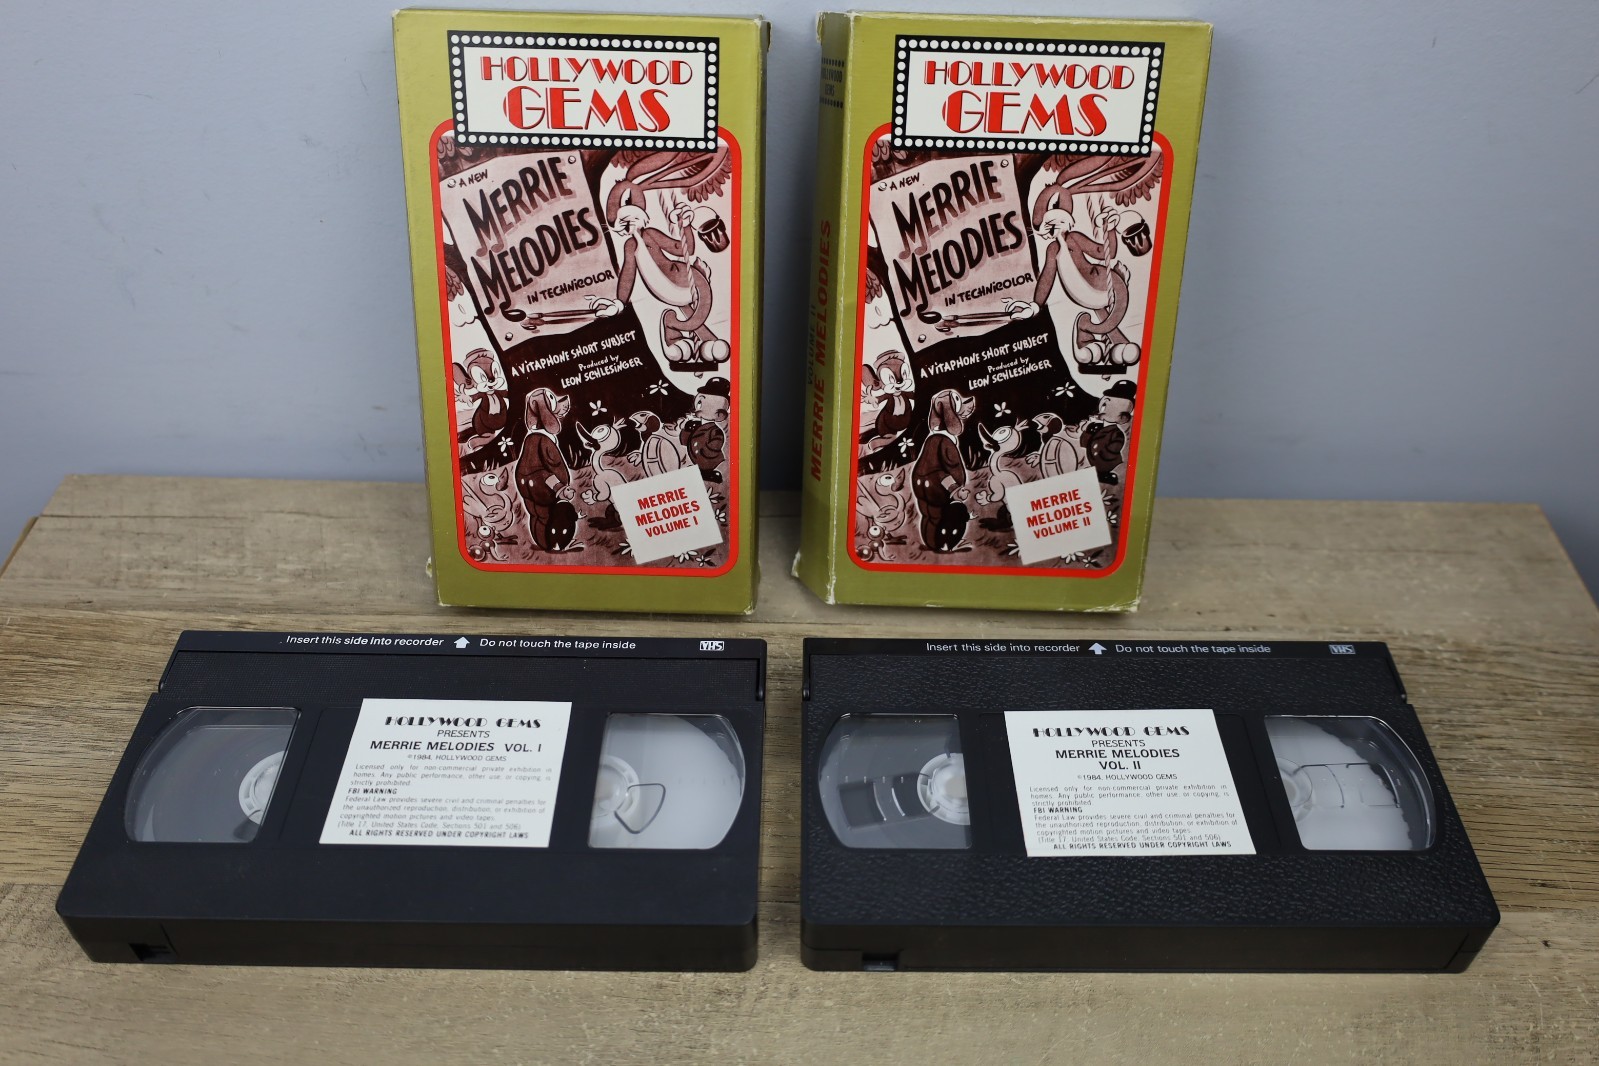 HOLLYWOOD
GEMS
A NEW
MERRIE
MELODIES
IN TECHNICOLOR
A VITAPHONE SHORT SUBJECT
Produced by
LEON SCHLESINGER
MERRIE
MELODIES
VOLUME I
HOLLYWOOD
GEMS
VOLUME II
MERRIE MELODIES
HOLLYWOOD
GEMS
A NEW
MERRIE
MELODIES
IN TECHNICOLOR
A VITAPHONE SHORT SUBJECT
Produced by
LEON SCHLESINGER
MERRIE
MELODIES
VOLUME II
Insert this side into recorder Do not touch the tape inside VHS
HOLLYWOOD GEMS
PRESENTS
MERRIE MELODIES VOL. I
©1984, HOLLYWOOD GEMS
Licensed only for non-commercial private exhibition in
homes. Any public performance, other use, or copying, is
strictly prohibited.
FBI WARNING
Federal Law provides severe civil and criminal penalties for
the unauthorized reproduction, distribution, or exhibition of
copyrighted motion pictures and video tapes.
(Title 17, United States Code, Sections 501 and 506)
ALL RIGHTS RESERVED UNDER COPYRIGHT LAWS
Insert this side into recorder Do not touch the tape inside VHS
HOLLYWOOD GEMS
PRESENTS
MERRIE MELODIES
VOL. II
©1984, HOLLYWOOD GEMS
Licensed only for non-commercial private exhibition in
homes. Any public performance, other use, or copying, is
strictly prohibited.
FBI WARNING
Federal Law provides severe civil and criminal penalties for
the unauthorized reproduction, distribution, or exhibition of
copyrighted motion pictures and video tapes.
(Title 17, United States Code, Sections 501 and 506)
ALL RIGHTS RESERVED UNDER COPYRIGHT LAWS